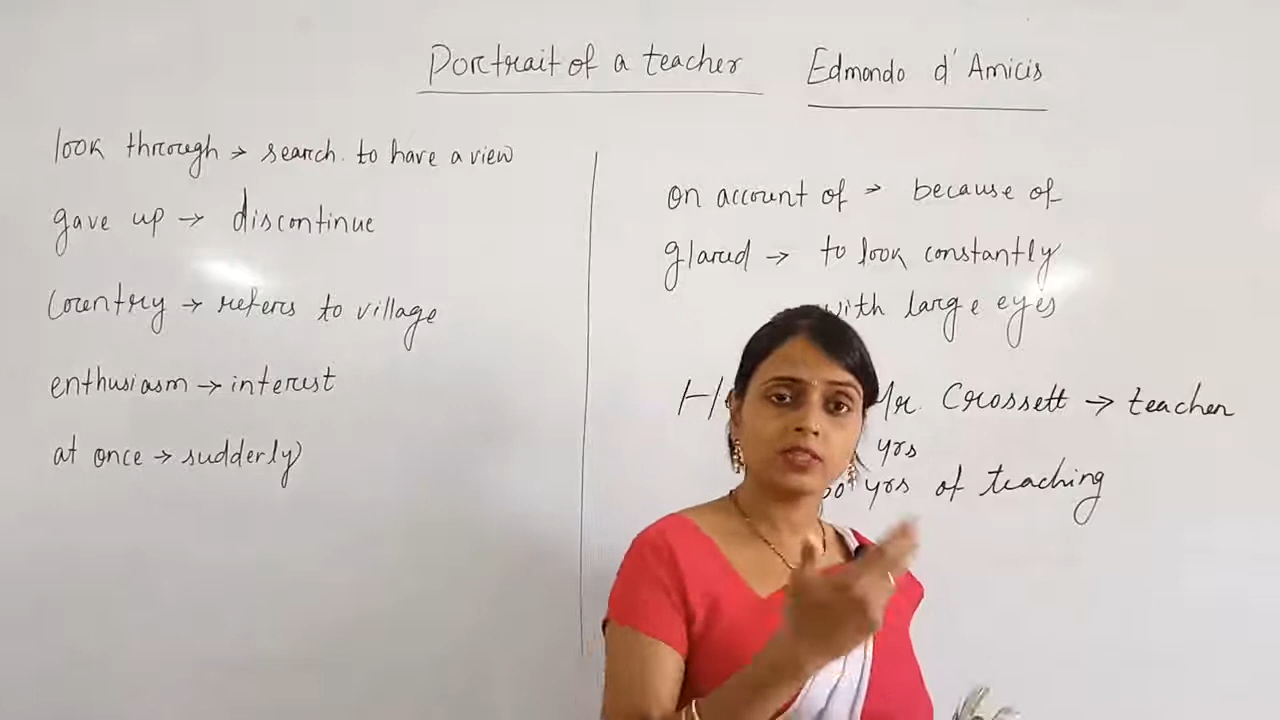 Portrait of a teacher
Edmondo d'Amicis
look through → search. to have a view
gave up → discontinue
Country → refers to village
enthusiasm → interest
at once → sudderly
on account of → because of
glared → to look constantly
with large eyes
Mr. Crossett → teacher
yrs
yrs of teaching